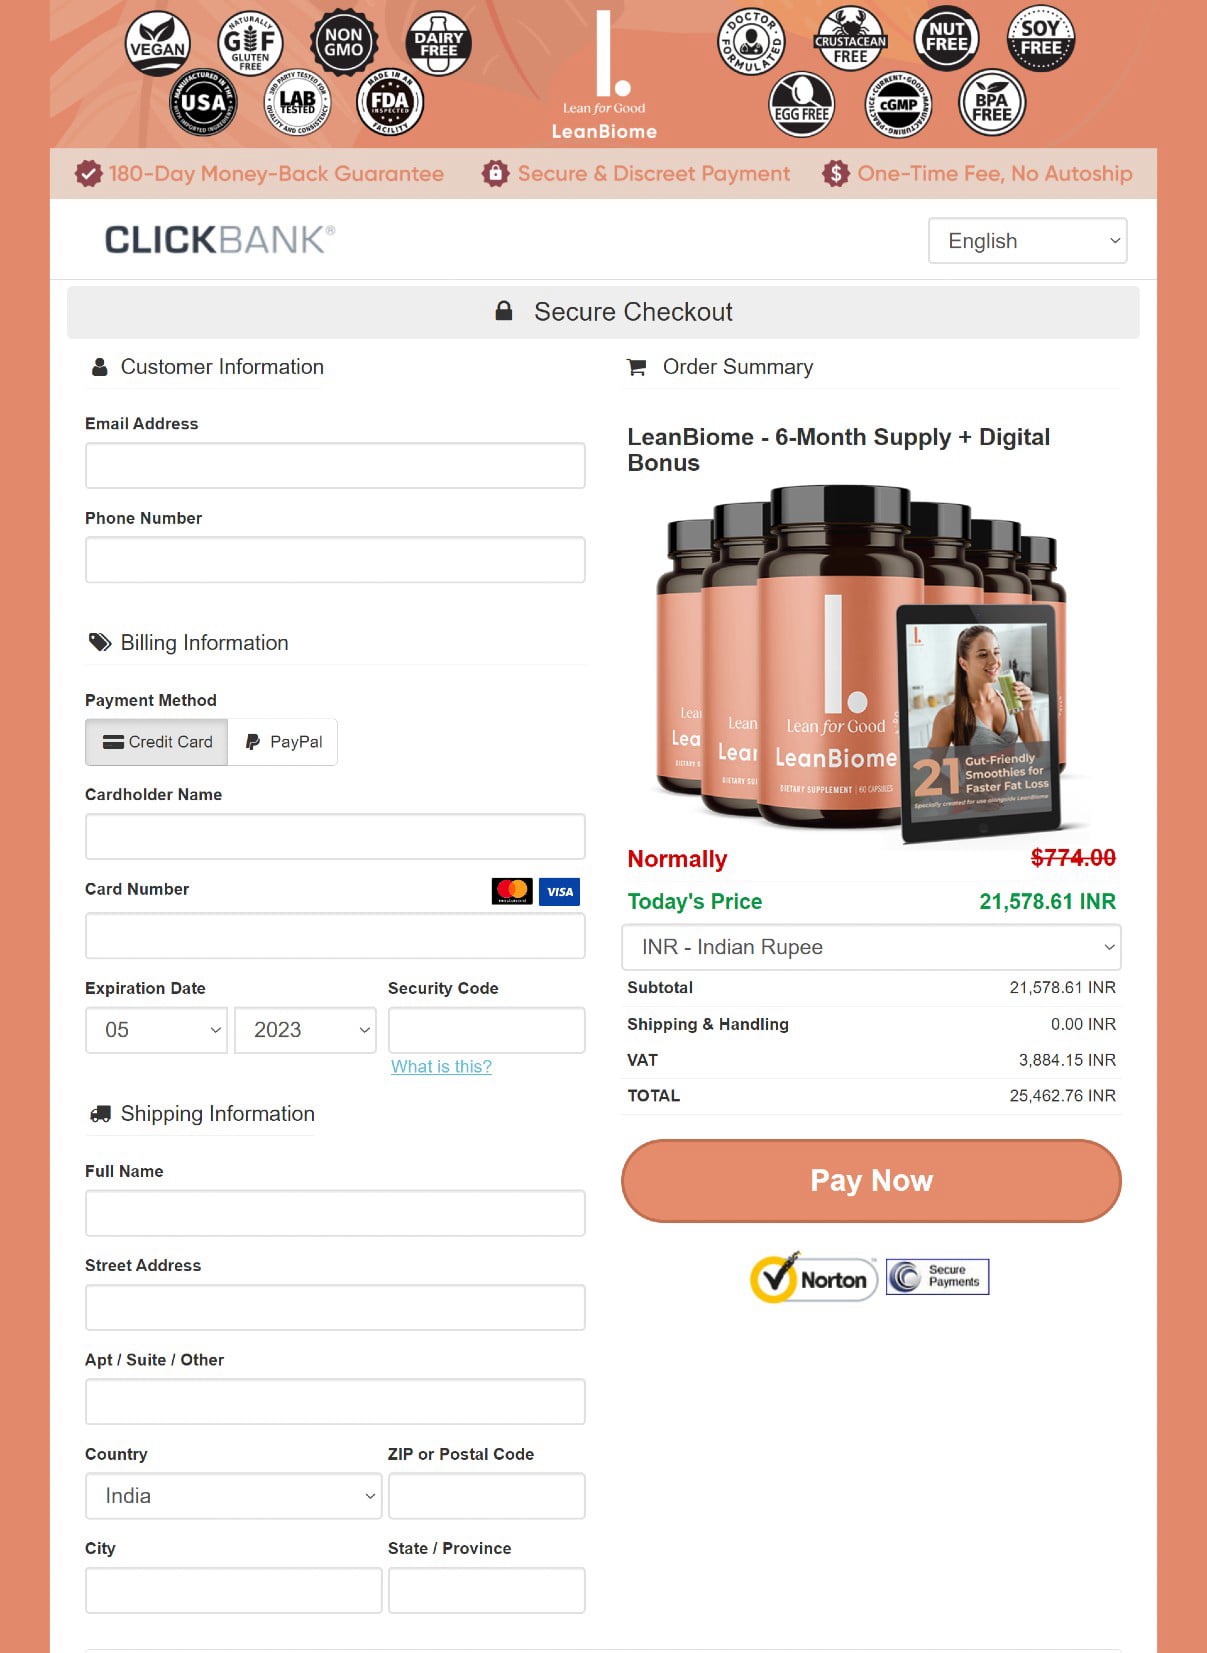 VEGAN
NATURALLY
GF
GLUTEN
FREE
NON
GMO
DAIRY
FREE
MANUFACTURED IN THE
USA
WITH IMPORTED INGREDIENTS
3RD PARTY TESTED FOR
LAB
TESTED
QUALITY AND CONSISTENCY
MADE IN AN
FDA
INSPECTED
FACILITY
l.
Lean for Good
LeanBiome
DOCTOR
FORMULATED
CRUSTACEAN
FREE
NUT
FREE
SOY
FREE
EGG FREE
CURRENT-GOOD-MANUFACTURING-PRACTICE
cGMP
BPA
FREE
180-Day Money-Back Guarantee
Secure & Discreet Payment
$ One-Time Fee, No Autoship
CLICKBANK®
English
Secure Checkout
Customer Information
Email Address
Phone Number
Billing Information
Payment Method
Credit Card
PayPal
Cardholder Name
Card Number
VISA
Expiration Date
Security Code
05
2023
What is this?
Shipping Information
Full Name
Street Address
Apt / Suite / Other
Country
ZIP or Postal Code
India
City
State / Province
Order Summary
LeanBiome - 6-Month Supply + Digital
Bonus
l.
Lean for Good
LeanBiome
DIETARY SUPPLEMENT | 60 CAPSULES
Lean
Lear
DIETARY SU
Lea
Lea
DIETARY S
l.
21
Gut-Friendly
Smoothies for
Faster Fat Loss
Specially created for use alongside LeanBiome
Normally $774.00
Today's Price 21,578.61 INR
INR - Indian Rupee
Subtotal 21,578.61 INR
Shipping & Handling 0.00 INR
VAT 3,884.15 INR
TOTAL 25,462.76 INR
Pay Now
Norton
Secure
Payments